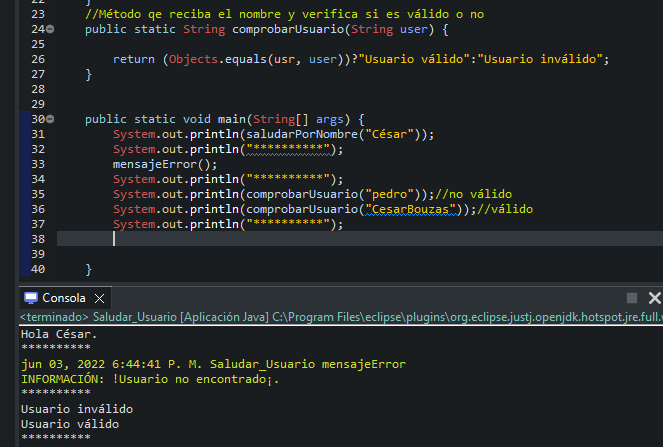 22 }
23 //Método qe reciba el nombre y verifica si es válido o no
24 public static String comprobarUsuario(String user) {
25
26 return (Objects.equals(usr, user))?"Usuario válido":"Usuario inválido";
27 }
28
29
30 public static void main(String[] args) {
31 System.out.println(saludarPorNombre("César"));
32 System.out.println("**********");
33 mensajeError();
34 System.out.println("**********");
35 System.out.println(comprobarUsuario("pedro"));//no válido
36 System.out.println(comprobarUsuario("CesarBouzas"));//válido
37 System.out.println("**********");
38
39
40 }
Consola
<terminado> Saludar_Usuario [Aplicación Java] C:\Program Files\eclipse\plugins\org.eclipse.justj.openjdk.hotspot.jre.full.
Hola César.
**********
jun 03, 2022 6:44:41 P. M. Saludar_Usuario mensajeError
INFORMACIÓN: !Usuario no encontrado¡.
**********
Usuario inválido
Usuario válido
**********